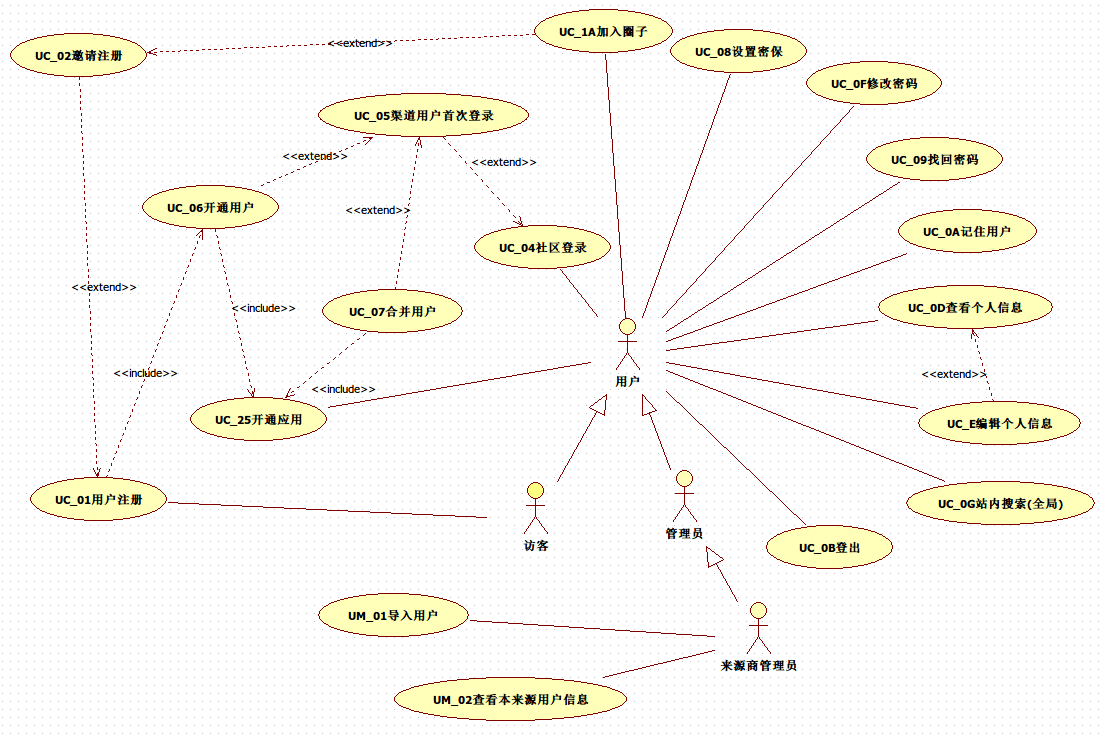 UC_1A加入圈子
<<extend>>
UC_02邀请注册
UC_08设置密保
UC_0F修改密码
UC_05渠道用户首次登录
<<extend>>
<<extend>>
UC_09找回密码
UC_06开通用户
<<extend>>
UC_0A记住用户
UC_04社区登录
<<extend>>
<<include>>
UC_07合并用户
UC_0D查看个人信息
<<include>>
<<extend>>
用户
<<include>>
UC_25开通应用
UC_E编辑个人信息
UC_01用户注册
UC_0G站内搜索(全局)
访客
管理员
UC_0B登出
UM_01导入用户
来源商管理员
UM_02查看本来源用户信息